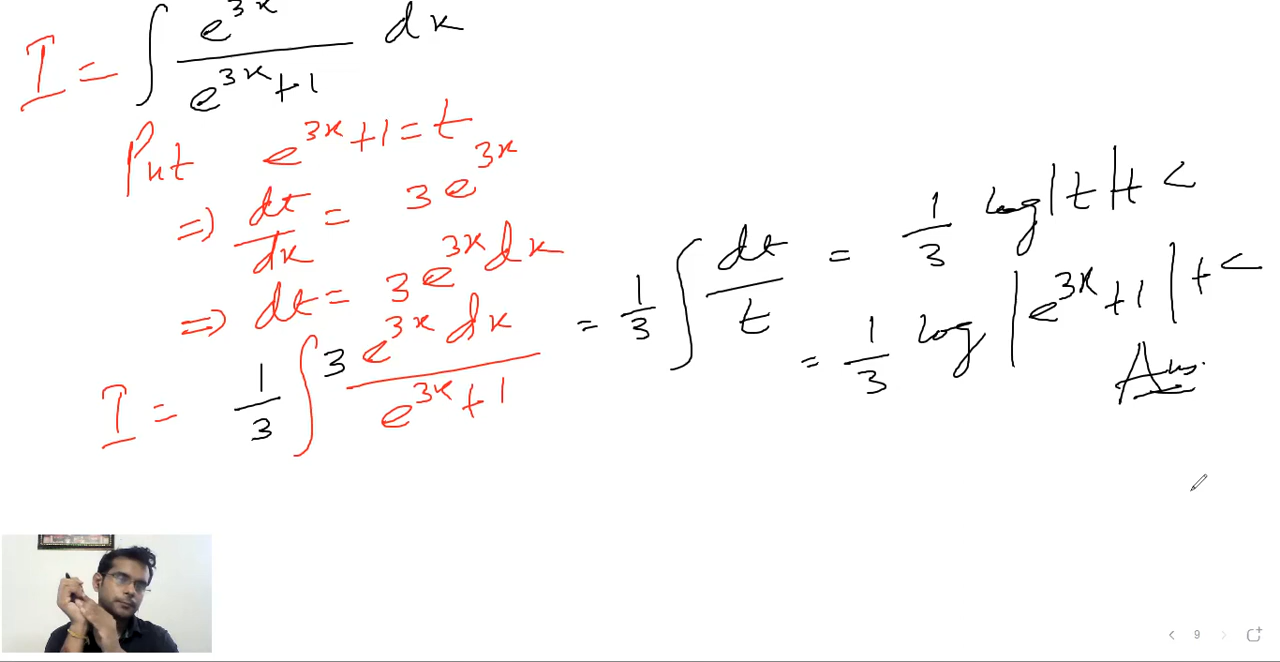 I = ∫ e^{3x} / (e^{3x}+1) dx
Put e^{3x}+1 = t
⇒ dt/dx = 3e^{3x}
⇒ dt = 3e^{3x} dx
I = 1/3 ∫ 3e^{3x} dx / (e^{3x}+1)
= 1/3 ∫ dt/t = 1/3 log|t| + c
= 1/3 log|e^{3x}+1| + c
Ans.
9